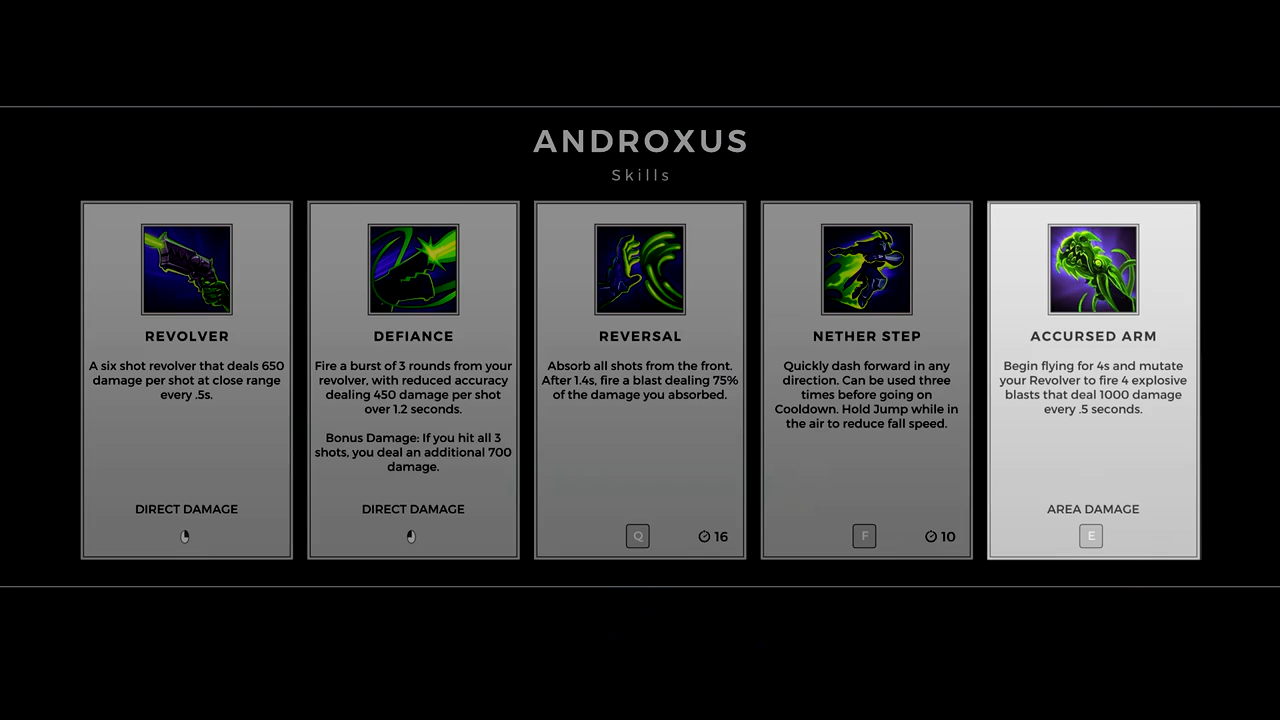 ANDROXUS
Skills
REVOLVER
A six shot revolver that deals 650
damage per shot at close range
every .5s.
DIRECT DAMAGE
DEFIANCE
Fire a burst of 3 rounds from your
revolver, with reduced accuracy
dealing 450 damage per shot
over 1.2 seconds.
Bonus Damage: If you hit all 3
shots, you deal an additional 700
damage.
DIRECT DAMAGE
REVERSAL
Absorb all shots from the front.
After 1.4s, fire a blast dealing 75%
of the damage you absorbed.
Q
16
NETHER STEP
Quickly dash forward in any
direction. Can be used three
times before going on
Cooldown. Hold Jump while in
the air to reduce fall speed.
F
10
ACCURSED ARM
Begin flying for 4s and mutate
your Revolver to fire 4 explosive
blasts that deal 1000 damage
every .5 seconds.
AREA DAMAGE
E